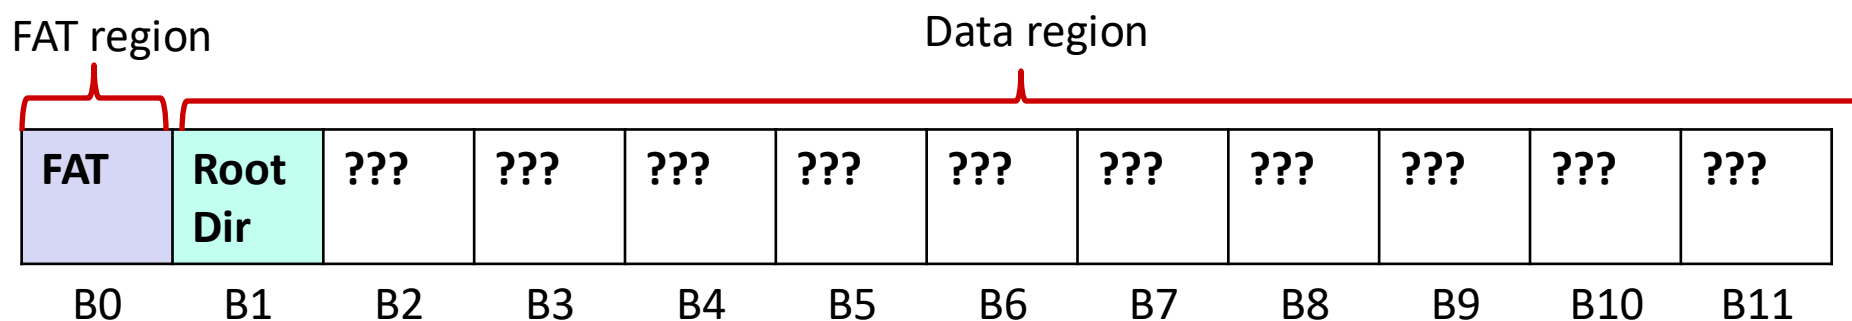 FAT region
Data region
FAT
Root
Dir
???
???
???
???
???
???
???
???
???
???
B0
B1
B2
B3
B4
B5
B6
B7
B8
B9
B10
B11